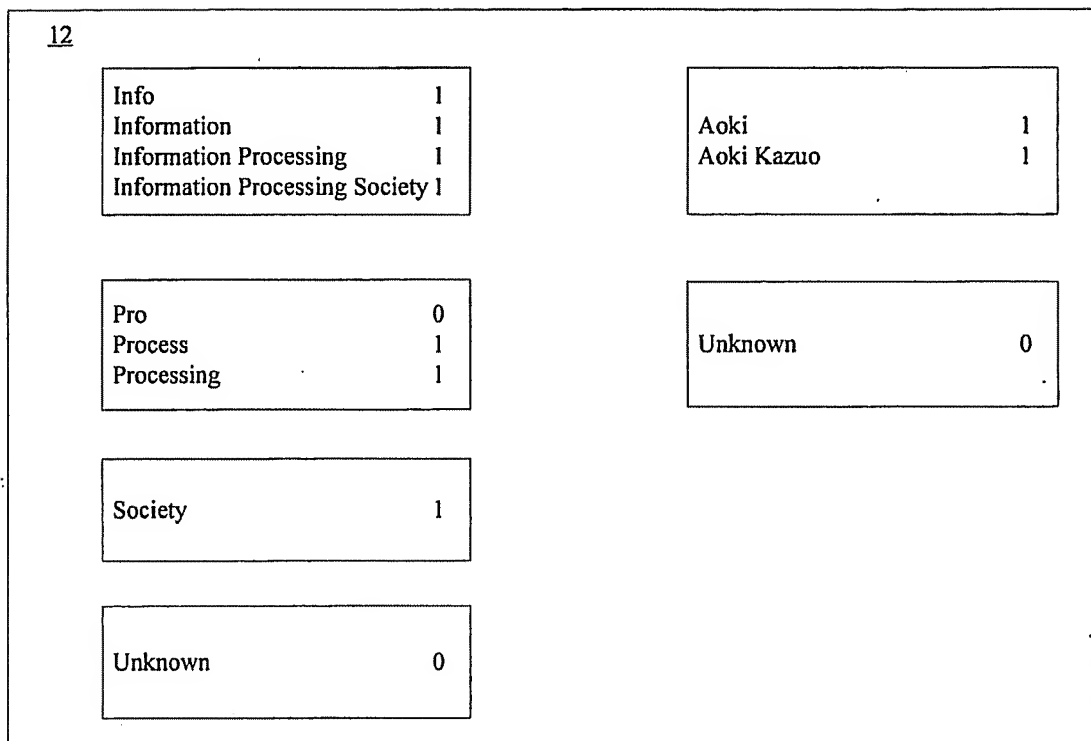 12
Info 1
Information 1
Information Processing 1
Information Processing Society 1
Pro 0
Process 1
Processing 1
Society 1
Unknown 0
Aoki 1
Aoki Kazuo 1
Unknown 0